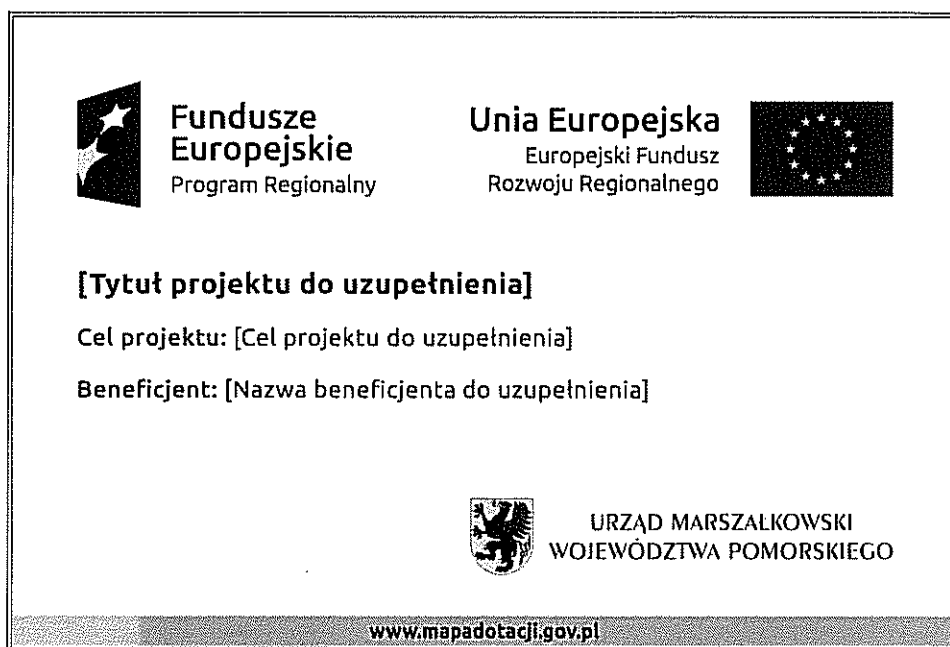 Fundusze
Europejskie
Program Regionalny
Unia Europejska
Europejski Fundusz
Rozwoju Regionalnego
[Tytuł projektu do uzupełnienia]
Cel projektu: [Cel projektu do uzupełnienia]
Beneficjent: [Nazwa beneficjenta do uzupełnienia]
URZĄD MARSZAŁKOWSKI
WOJEWÓDZTWA POMORSKIEGO
www.mapadotacji.gov.pl